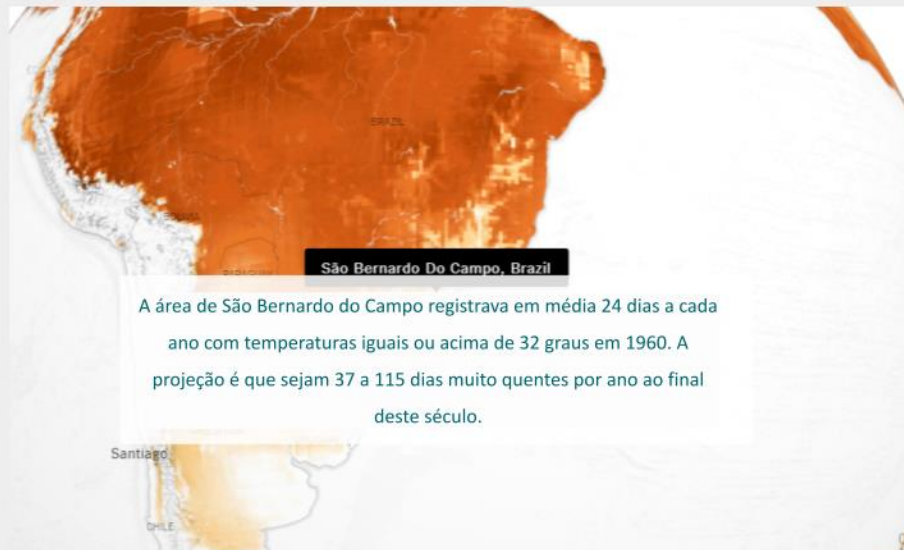 BRAZIL
São Bernardo Do Campo, Brazil
A área de São Bernardo do Campo registrava em média 24 dias a cada
ano com temperaturas iguais ou acima de 32 graus em 1960. A
projeção é que sejam 37 a 115 dias muito quentes por ano ao final
deste século.
Santiago
CHILE